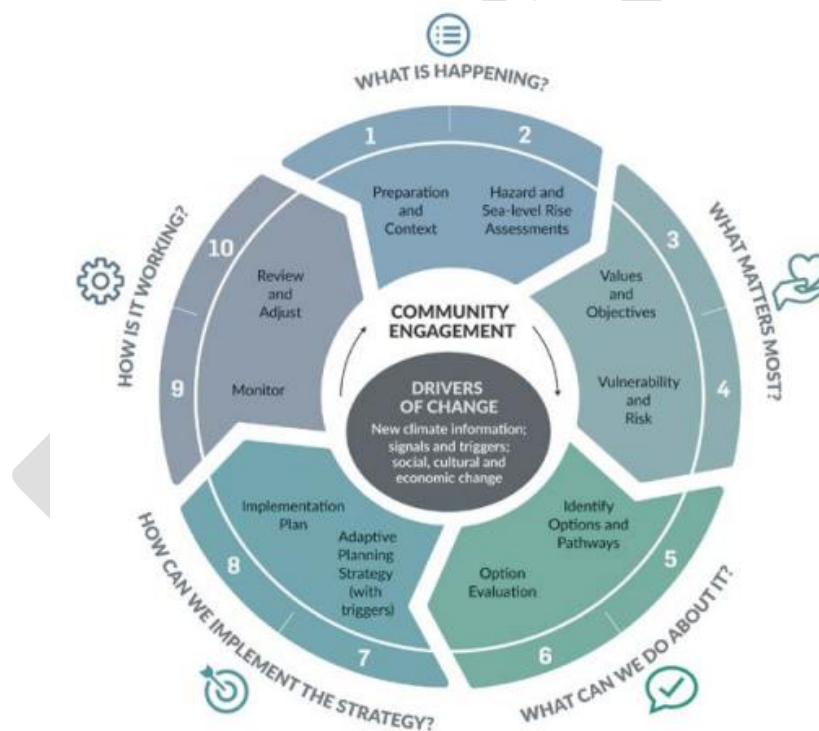 WHAT IS HAPPENING?
1
2
Preparation
and
Context
Hazard and
Sea-level Rise
Assessments
WHAT MATTERS MOST?
3
Values
and
Objectives
4
Vulnerability
and
Risk
WHAT CAN WE DO ABOUT IT?
5
Identify
Options and
Pathways
6
Option
Evaluation
HOW CAN WE IMPLEMENT THE STRATEGY?
7
Adaptive
Planning
Strategy
(with
triggers)
8
Implementation
Plan
HOW IS IT WORKING?
9
Monitor
10
Review
and
Adjust
COMMUNITY
ENGAGEMENT
DRIVERS
OF CHANGE
New climate information;
signals and triggers;
social, cultural and
economic change